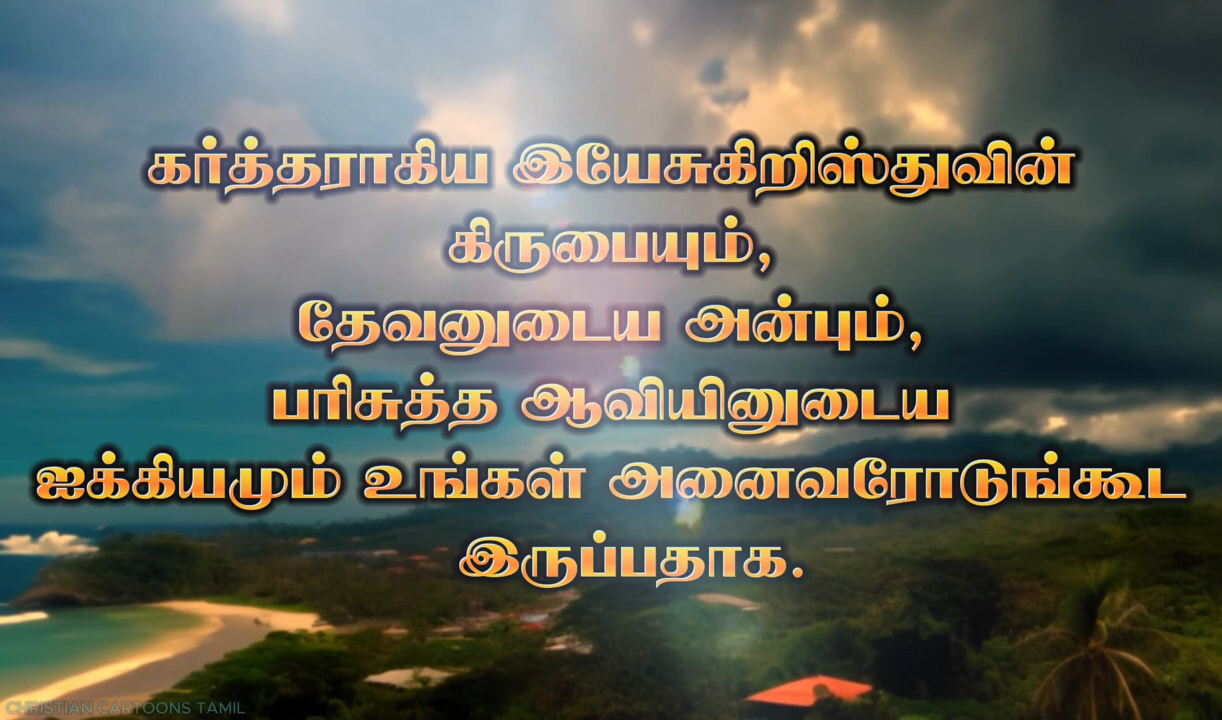 கர்த்தராகிய இயேசுகிறிஸ்துவின்
கிருபையும்,
தேவனுடைய அன்பும்,
பரிசுத்த ஆவியினுடைய
ஐக்கியமும் உங்கள் அனைவரோடுங்கூட
இருப்பதாக.
CHRISTIAN CARTOONS TAMIL